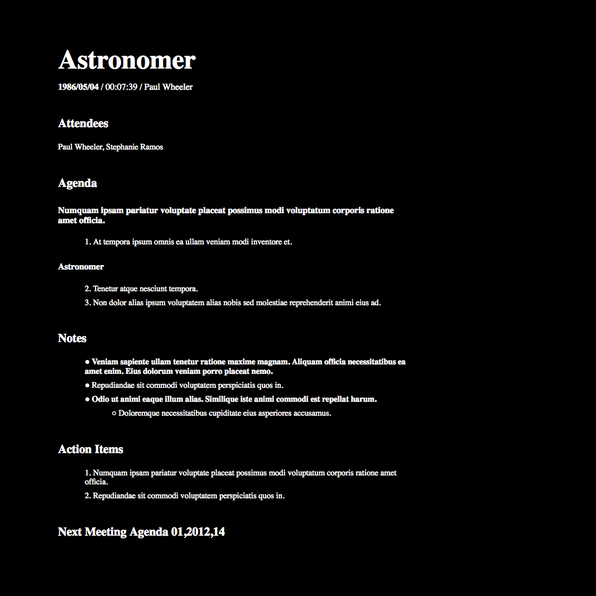 Astronomer
1986/05/04 / 00:07:39 / Paul Wheeler
Attendees
Paul Wheeler, Stephanie Ramos
Agenda
Numquam ipsam pariatur voluptate placeat possimus modi voluptatum corporis ratione
amet officia.
1. At tempora ipsum omnis ea ullam veniam modi inventore et.
Astronomer
2. Tenetur atque nesciunt tempora.
3. Non dolor alias ipsum voluptatem alias nobis sed molestiae reprehenderit animi eius ad.
Notes
● Veniam sapiente ullam tenetur ratione maxime magnam. Aliquam officia necessitatibus ea
amet enim. Eius dolorum veniam porro placeat nemo.
● Repudiandae sit commodi voluptatem perspiciatis quos in.
● Odio ut animi eaque illum alias. Similique iste animi commodi est repellat harum.
○ Doloremque necessitatibus cupiditate eius asperiores accusamus.
Action Items
1. Numquam ipsam pariatur voluptate placeat possimus modi voluptatum corporis ratione amet
officia.
2. Repudiandae sit commodi voluptatem perspiciatis quos in.
Next Meeting Agenda 01,2012,14